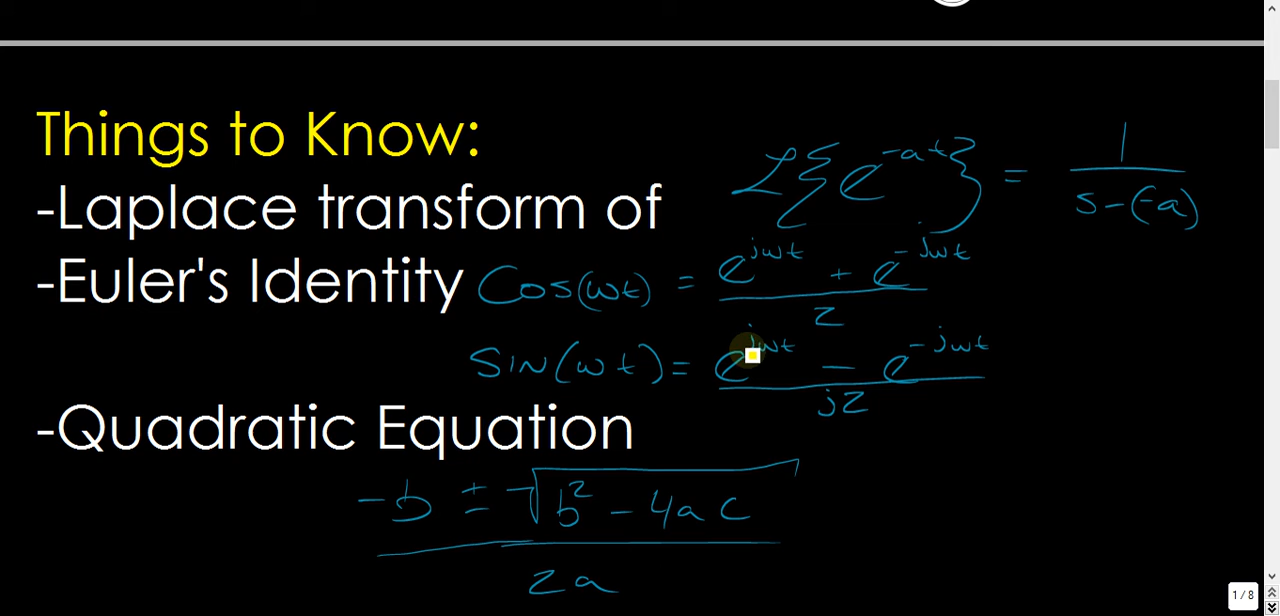 Things to Know:
-Laplace transform of ℒ{e^{-at}} = 1/(s-(-a))
-Euler's Identity Cos(ωt) = (e^{jωt} + e^{-jωt})/2
Sin(ωt) = (e^{jωt} - e^{-jωt})/j2
-Quadratic Equation
(-b ± √(b² - 4ac))/2a
1 / 8